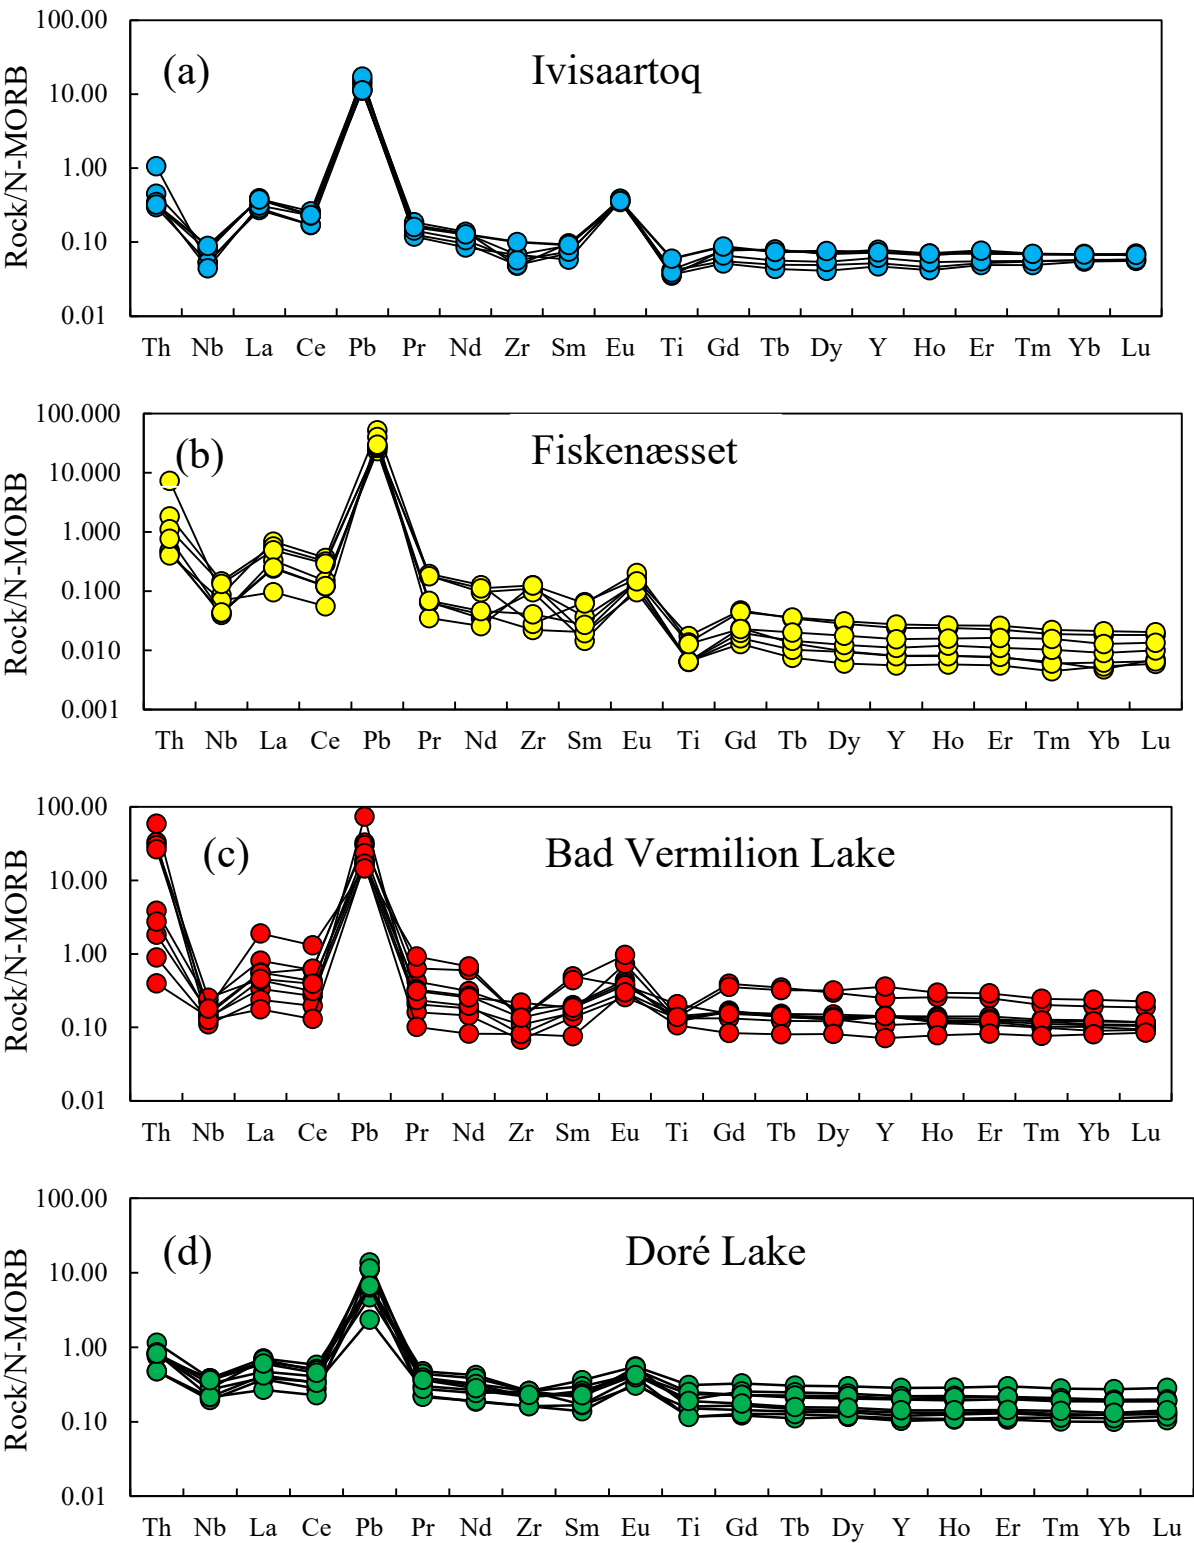 100.00
10.00
1.00
0.10
0.01
Rock/N-MORB
(a)
Ivisaartoq
Th Nb La Ce Pb Pr Nd Zr Sm Eu Ti Gd Tb Dy Y Ho Er Tm Yb Lu
100.000
10.000
1.000
0.100
0.010
0.001
Rock/N-MORB
(b)
Fiskenæsset
Th Nb La Ce Pb Pr Nd Zr Sm Eu Ti Gd Tb Dy Y Ho Er Tm Yb Lu
100.00
10.00
1.00
0.10
0.01
Rock/N-MORB
(c)
Bad Vermilion Lake
Th Nb La Ce Pb Pr Nd Zr Sm Eu Ti Gd Tb Dy Y Ho Er Tm Yb Lu
100.00
10.00
1.00
0.10
0.01
Rock/N-MORB
(d)
Doré Lake
Th Nb La Ce Pb Pr Nd Zr Sm Eu Ti Gd Tb Dy Y Ho Er Tm Yb Lu